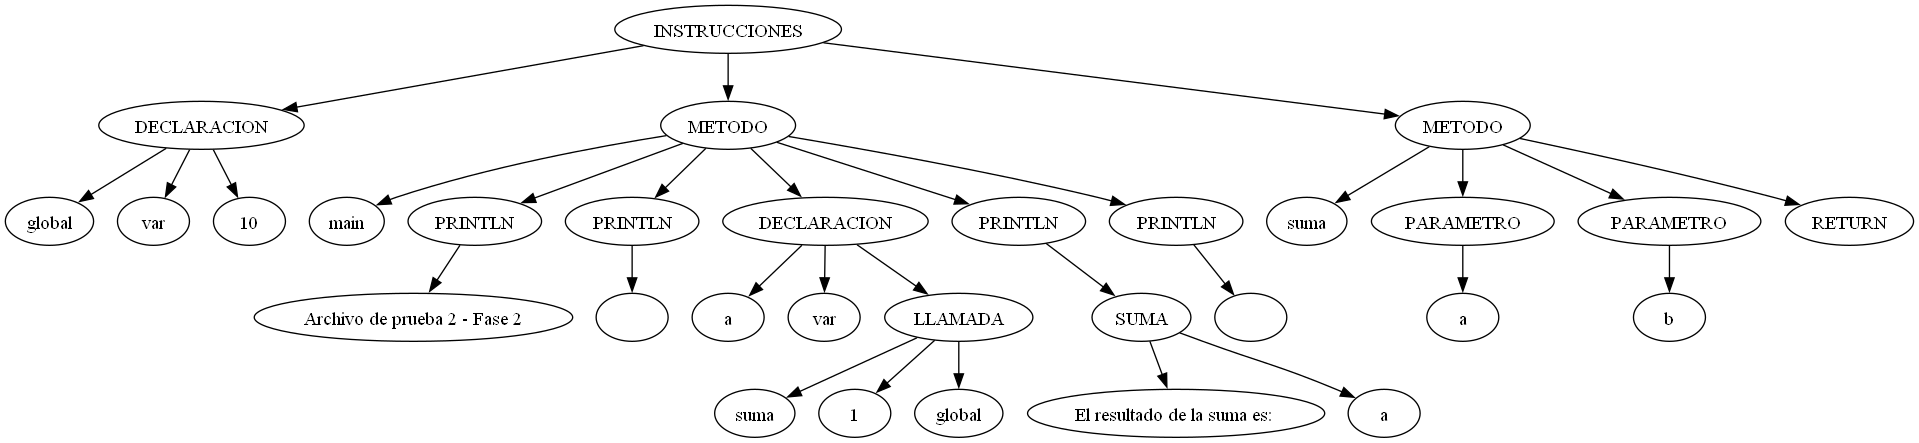 INSTRUCCIONES
DECLARACION
METODO
METODO
global
var
10
main
PRINTLN
PRINTLN
DECLARACION
PRINTLN
PRINTLN
suma
PARAMETRO
PARAMETRO
RETURN
Archivo de prueba 2 - Fase 2
a
var
LLAMADA
SUMA
a
b
suma
1
global
El resultado de la suma es:
a